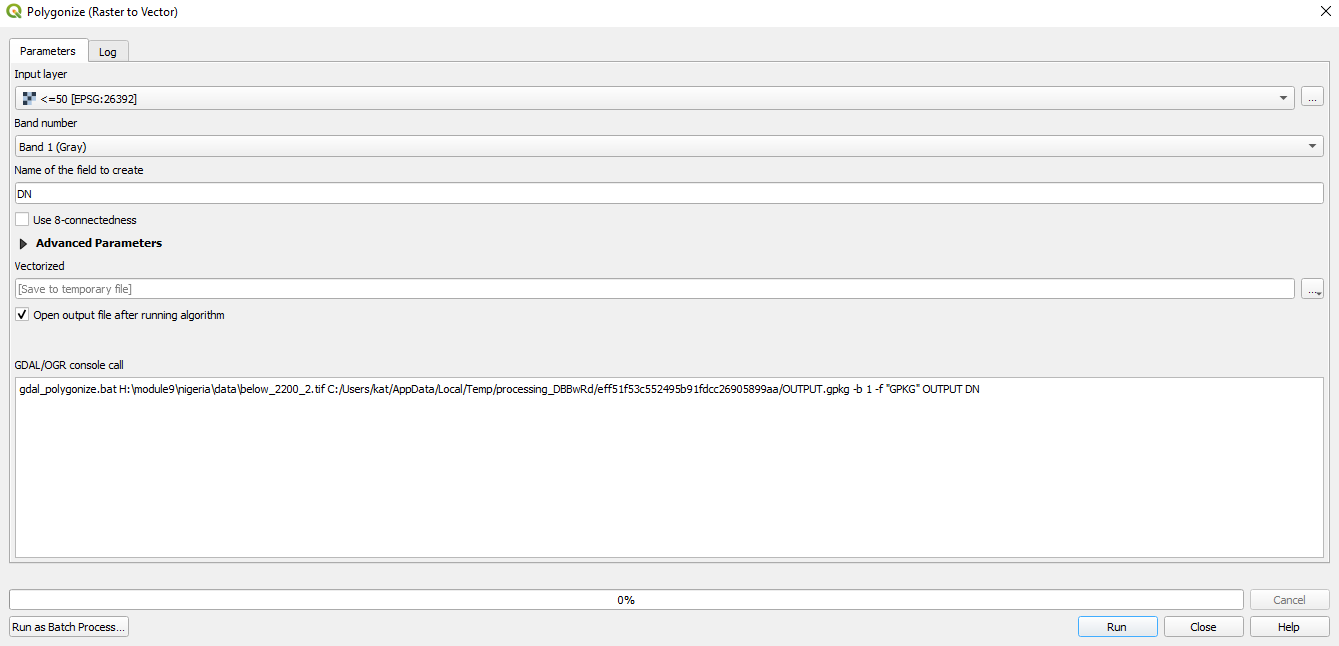 Polygonize (Raster to Vector)
Parameters
Log
Input layer
<=50 [EPSG:26392]
...
Band number
Band 1 (Gray)
Name of the field to create
DN
Use 8-connectedness
Advanced Parameters
Vectorized
[Save to temporary file]
...
Open output file after running algorithm
GDAL/OGR console call
gdal_polygonize.bat H:\module9\nigeria\data\below_2200_2.tif C:/Users/kat/AppData/Local/Temp/processing_DBBwRd/eff51f53c552495b91fdcc26905899aa/OUTPUT.gpkg -b 1 -f "GPKG" OUTPUT DN
0%
Cancel
Run as Batch Process...
Run
Close
Help